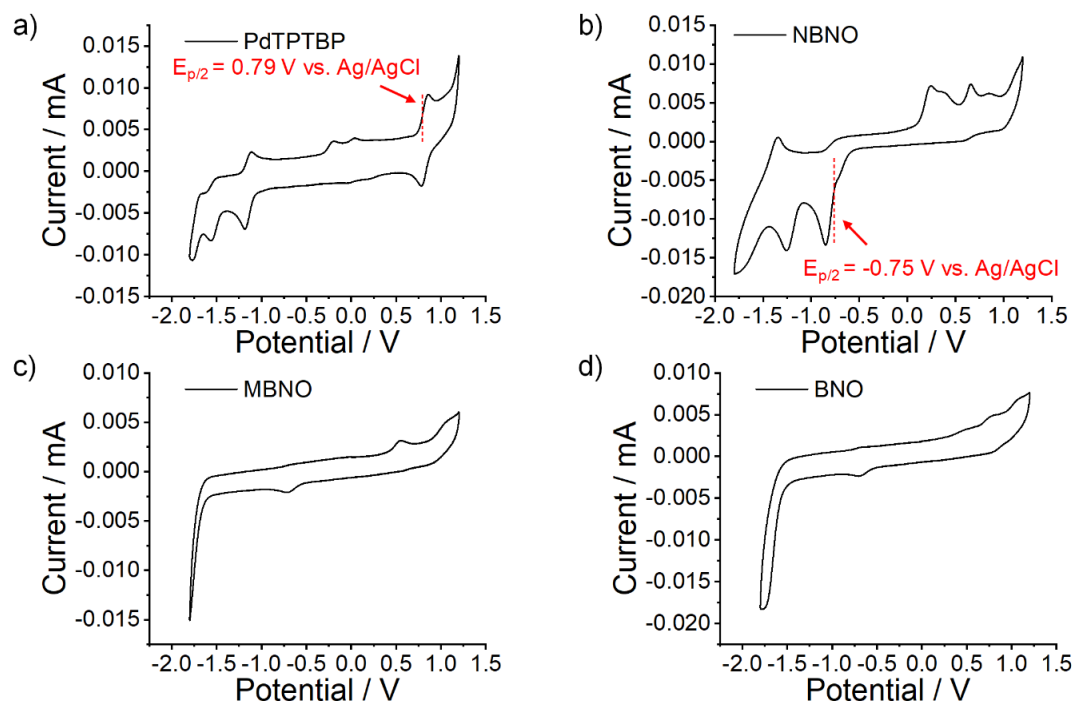 a)
PdTPTBP
E_p/2 = 0.79 V vs. Ag/AgCl
0.015
0.010
0.005
0.000
-0.005
-0.010
-0.015
Current / mA
-2.0 -1.5 -1.0 -0.5 0.0 0.5 1.0 1.5
Potential / V
b)
NBNO
E_p/2 = -0.75 V vs. Ag/AgCl
0.015
0.010
0.005
0.000
-0.005
-0.010
-0.015
-0.020
Current / mA
-2.0 -1.5 -1.0 -0.5 0.0 0.5 1.0 1.5
Potential / V
c)
MBNO
0.010
0.005
0.000
-0.005
-0.010
-0.015
Current / mA
-2.0 -1.5 -1.0 -0.5 0.0 0.5 1.0 1.5
Potential / V
d)
BNO
0.010
0.005
0.000
-0.005
-0.010
-0.015
-0.020
Current / mA
-2.0 -1.5 -1.0 -0.5 0.0 0.5 1.0 1.5
Potential / V